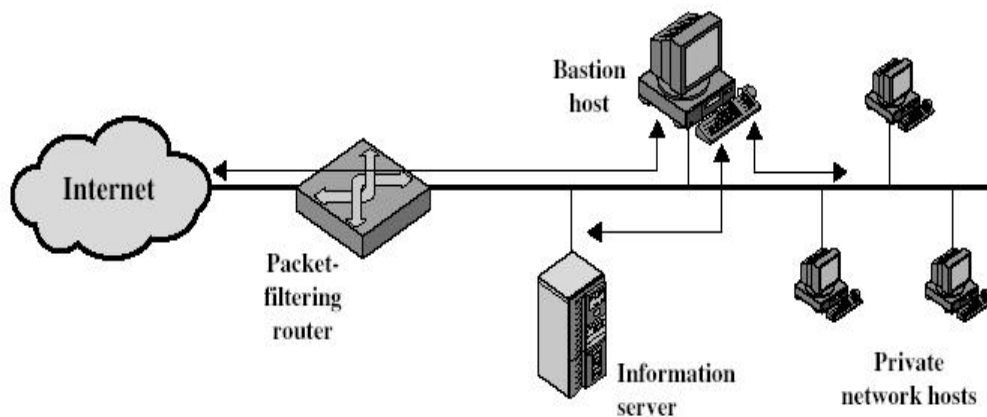 Bastion
host
Internet
Packet-
filtering
router
Information
server
Private
network hosts